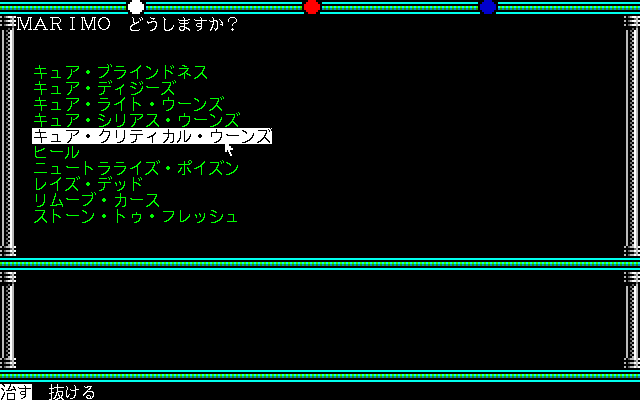 ＭＡＲＩＭＯ　どうしますか？
キュア・ブラインドネス
キュア・ディジーズ
キュア・ライト・ウーンズ
キュア・シリアス・ウーンズ
キュア・クリティカル・ウーンズ
ヒール
ニュートラライズ・ポイズン
レイズ・デッド
リムーブ・カース
ストーン・トゥ・フレッシュ
治す　抜ける